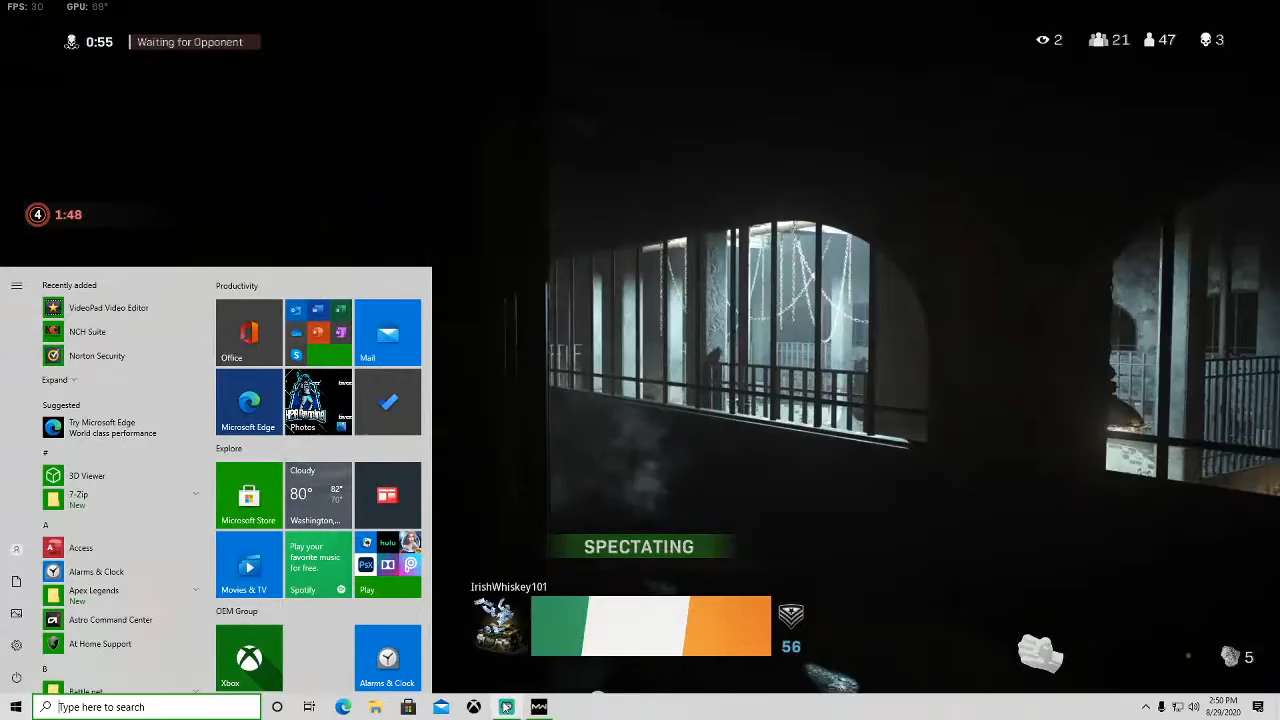 FPS: 30 GPU: 68°
0:55 Waiting for Opponent
2 21 47 3
4 1:48
Recently added
VideoPad Video Editor
NCH Suite
Norton Security
Expand
Suggested
Try Microsoft Edge
World class performance
#
3D Viewer
7-Zip
New
A
Access
Alarms & Clock
Apex Legends
New
Astro Command Center
At Home Support
B
Battle.net
Productivity
Office
Mail
Microsoft Edge
Photos
Explore
Microsoft Store
Cloudy
80° 82°
70°
Washington,...
Movies & TV
Play your
favorite music
for free.
Spotify
hulu
Play
OEM Group
Xbox
Alarms & Clock
SPECTATING
IrishWhiskey101
56
5
Type here to search
2:50 PM
8/29/2020